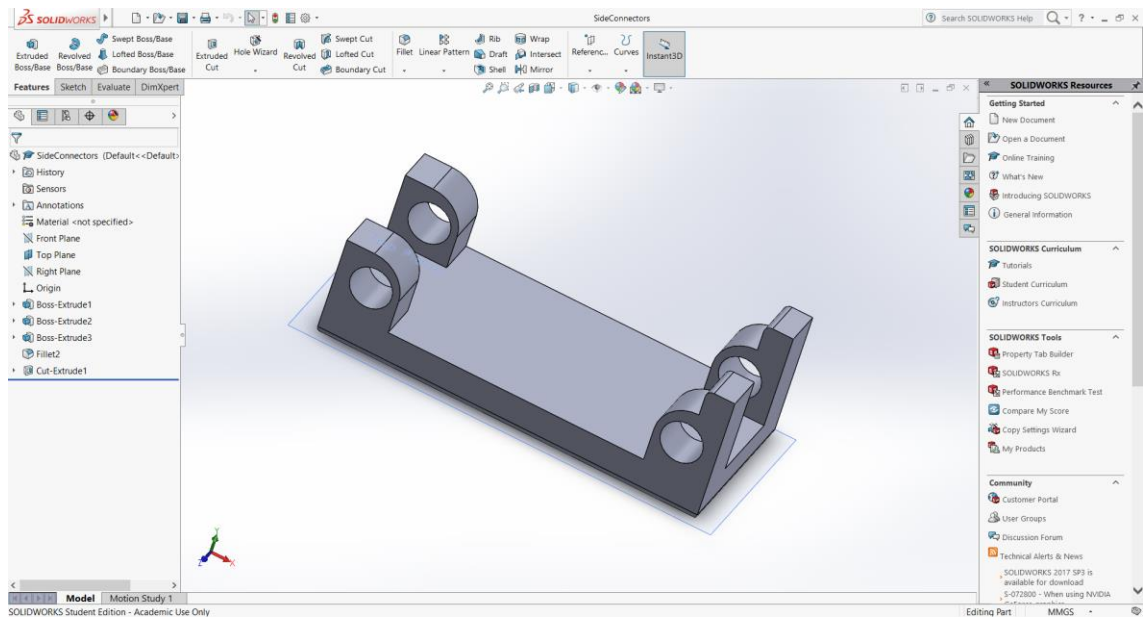 SOLIDWORKS
SideConnectors
Search SOLIDWORKS Help
Extruded Boss/Base
Revolved Boss/Base
Swept Boss/Base
Lofted Boss/Base
Boundary Boss/Base
Extruded Cut
Hole Wizard
Revolved Cut
Swept Cut
Lofted Cut
Boundary Cut
Fillet
Linear Pattern
Rib
Draft
Shell
Wrap
Intersect
Mirror
Referenc...
Curves
Instant3D
Features
Sketch
Evaluate
DimXpert
SideConnectors (Default<<Default>
History
Sensors
Annotations
Material <not specified>
Front Plane
Top Plane
Right Plane
Origin
Boss-Extrude1
Boss-Extrude2
Boss-Extrude3
Fillet2
Cut-Extrude1
Y
X
Z
SOLIDWORKS Resources
Getting Started
New Document
Open a Document
Online Training
What's New
Introducing SOLIDWORKS
General Information
SOLIDWORKS Curriculum
Tutorials
Student Curriculum
Instructors Curriculum
SOLIDWORKS Tools
Property Tab Builder
SOLIDWORKS Rx
Performance Benchmark Test
Compare My Score
Copy Settings Wizard
My Products
Community
Customer Portal
User Groups
Discussion Forum
Technical Alerts & News
SOLIDWORKS 2017 SP3 is
available for download
S-072800 - When using NVIDIA
Model
Motion Study 1
SOLIDWORKS Student Edition - Academic Use Only
Editing Part
MMGS